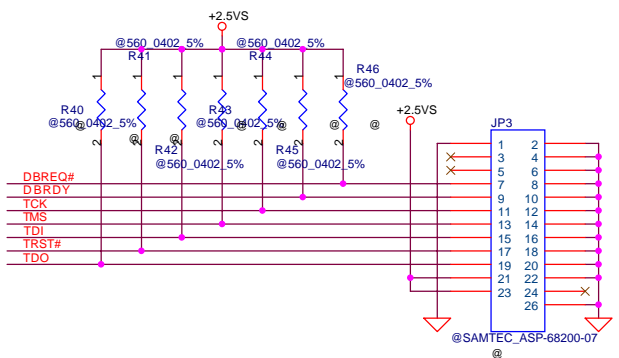 +2.5VS
@560_0402_5%
@560_0402_5%
R41
R44
R46
@560_0402_5%
1
1
1
1
1
1
1
R40
@560_0402_5%
R43
@560_0402_5%
+2.5VS
@
@
@
@
@
@
@
2
2
2
2
2
2
2
R42
@560_0402_5%
R45
@560_0402_5%
JP3
1 2
3 4
5 6
7 8
9 10
11 12
13 14
15 16
17 18
19 20
21 22
23 24
26
DBREQ#
DBRDY
TCK
TMS
TDI
TRST#
TDO
@SAMTEC_ASP-68200-07
@